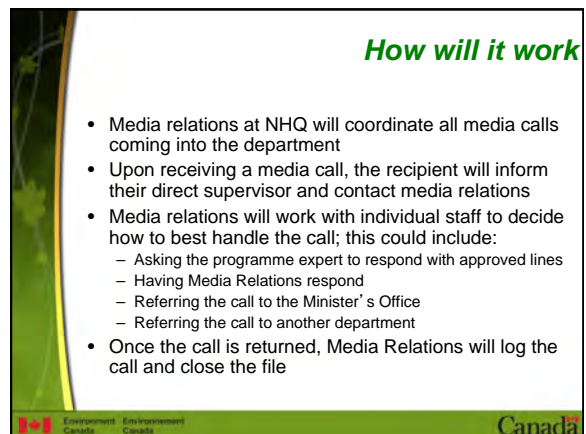 How will it work
• Media relations at NHQ will coordinate all media calls
coming into the department
• Upon receiving a media call, the recipient will inform
their direct supervisor and contact media relations
• Media relations will work with individual staff to decide
how to best handle the call; this could include:
– Asking the programme expert to respond with approved lines
– Having Media Relations respond
– Referring the call to the Minister’s Office
– Referring the call to another department
• Once the call is returned, Media Relations will log the
call and close the file
Environment Environnement
Canada Canada
Canada